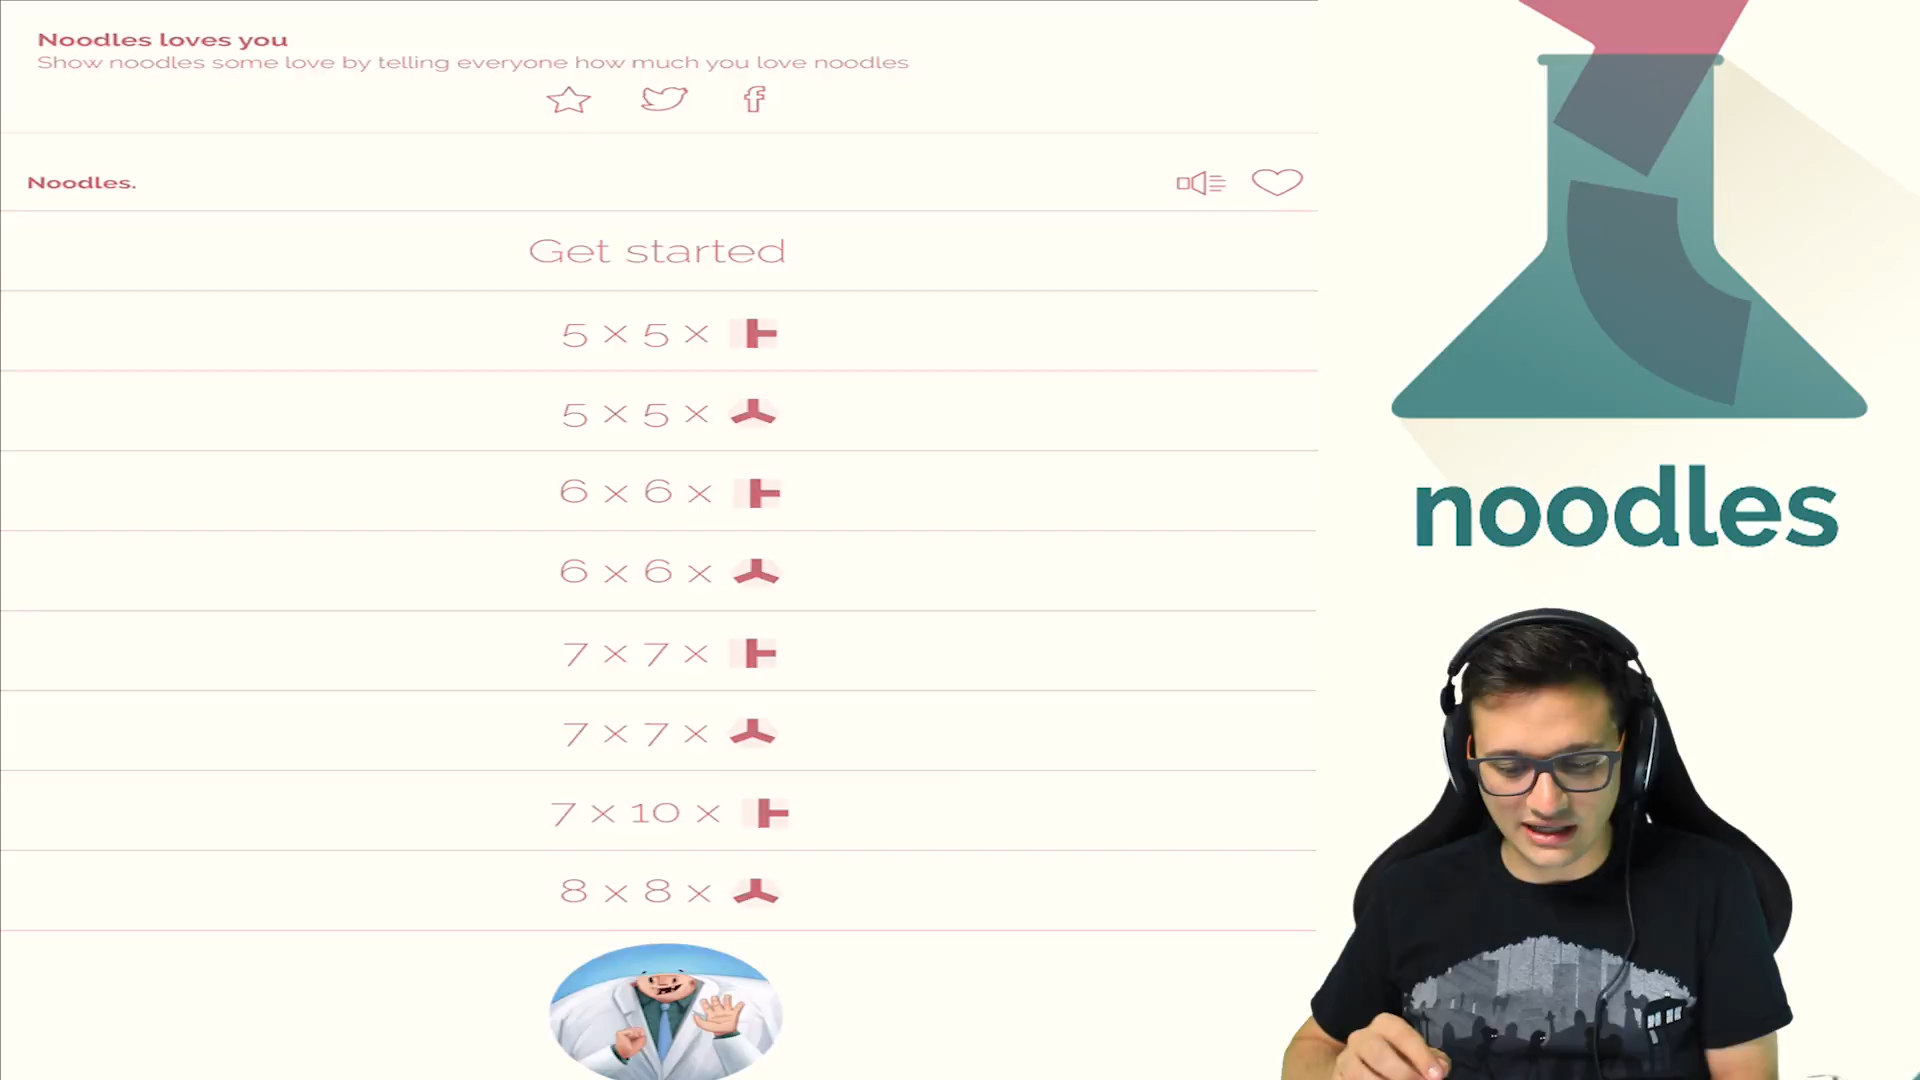 Noodles loves you
Show noodles some love by telling everyone how much you love noodles
Noodles.
Get started
5 × 5 ×
5 × 5 ×
6 × 6 ×
6 × 6 ×
7 × 7 ×
7 × 7 ×
7 × 10 ×
8 × 8 ×
noodles